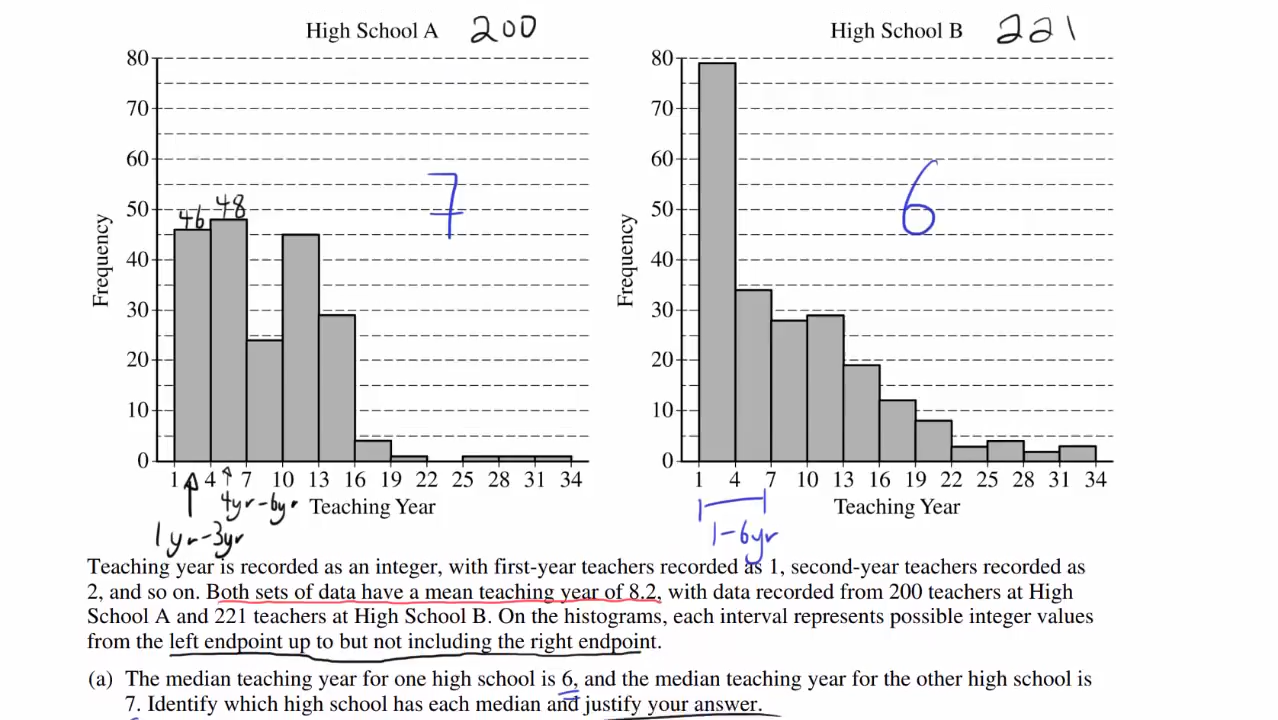 High School A 200
80
70
60
50
40
30
20
10
0
Frequency
46 48
7
1 4 7 10 13 16 19 22 25 28 31 34
Teaching Year
1yr-3yr
4yr-6yr
High School B 221
80
70
60
50
40
30
20
10
0
Frequency
6
1 4 7 10 13 16 19 22 25 28 31 34
Teaching Year
1-6yr
Teaching year is recorded as an integer, with first-year teachers recorded as 1, second-year teachers recorded as
2, and so on. Both sets of data have a mean teaching year of 8.2, with data recorded from 200 teachers at High
School A and 221 teachers at High School B. On the histograms, each interval represents possible integer values
from the left endpoint up to but not including the right endpoint.
(a) The median teaching year for one high school is 6, and the median teaching year for the other high school is
7. Identify which high school has each median and justify your answer.